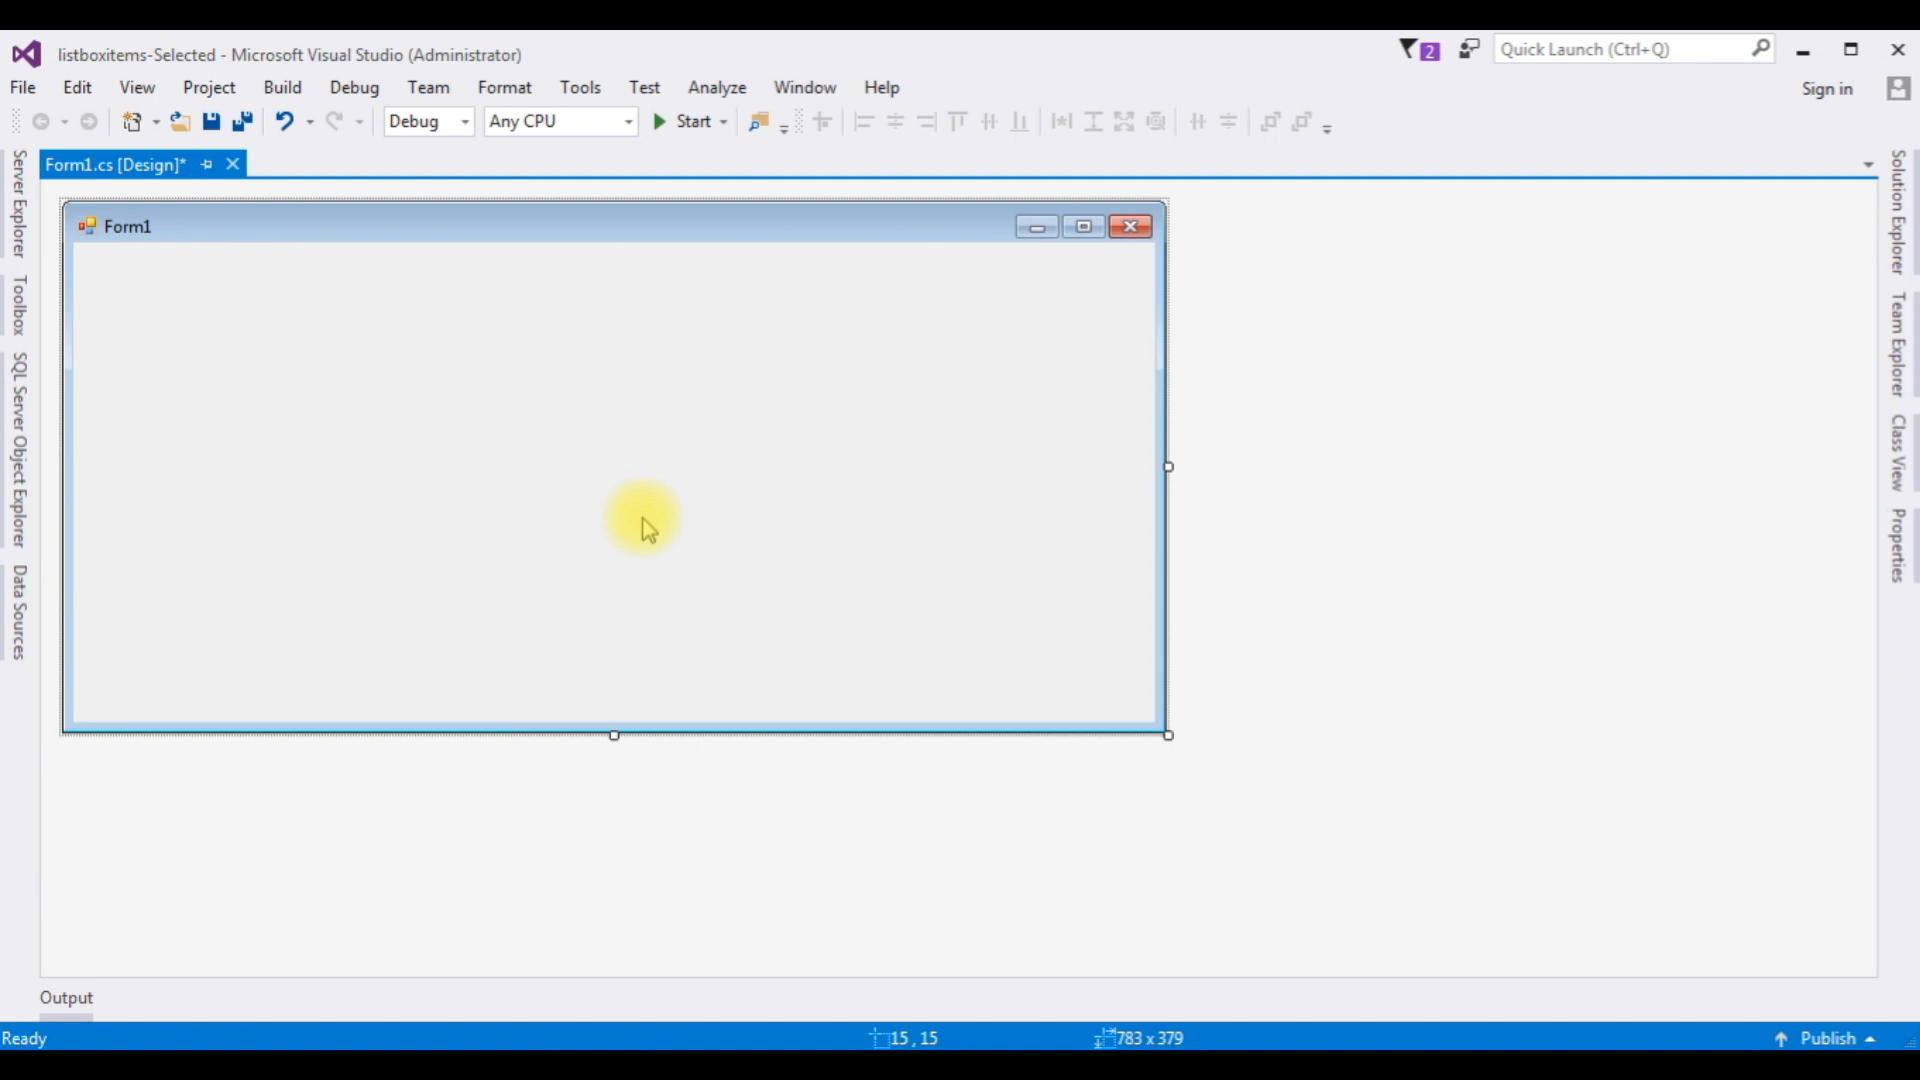 listboxitems-Selected - Microsoft Visual Studio (Administrator)
2
Quick Launch (Ctrl+Q)
File Edit View Project Build Debug Team Format Tools Test Analyze Window Help
Sign in
Debug Any CPU Start
Form1.cs [Design]*
Form1
Server Explorer
Toolbox
SQL Server Object Explorer
Data Sources
Solution Explorer
Team Explorer
Class View
Properties
Output
Ready 15 , 15 783 x 379 Publish